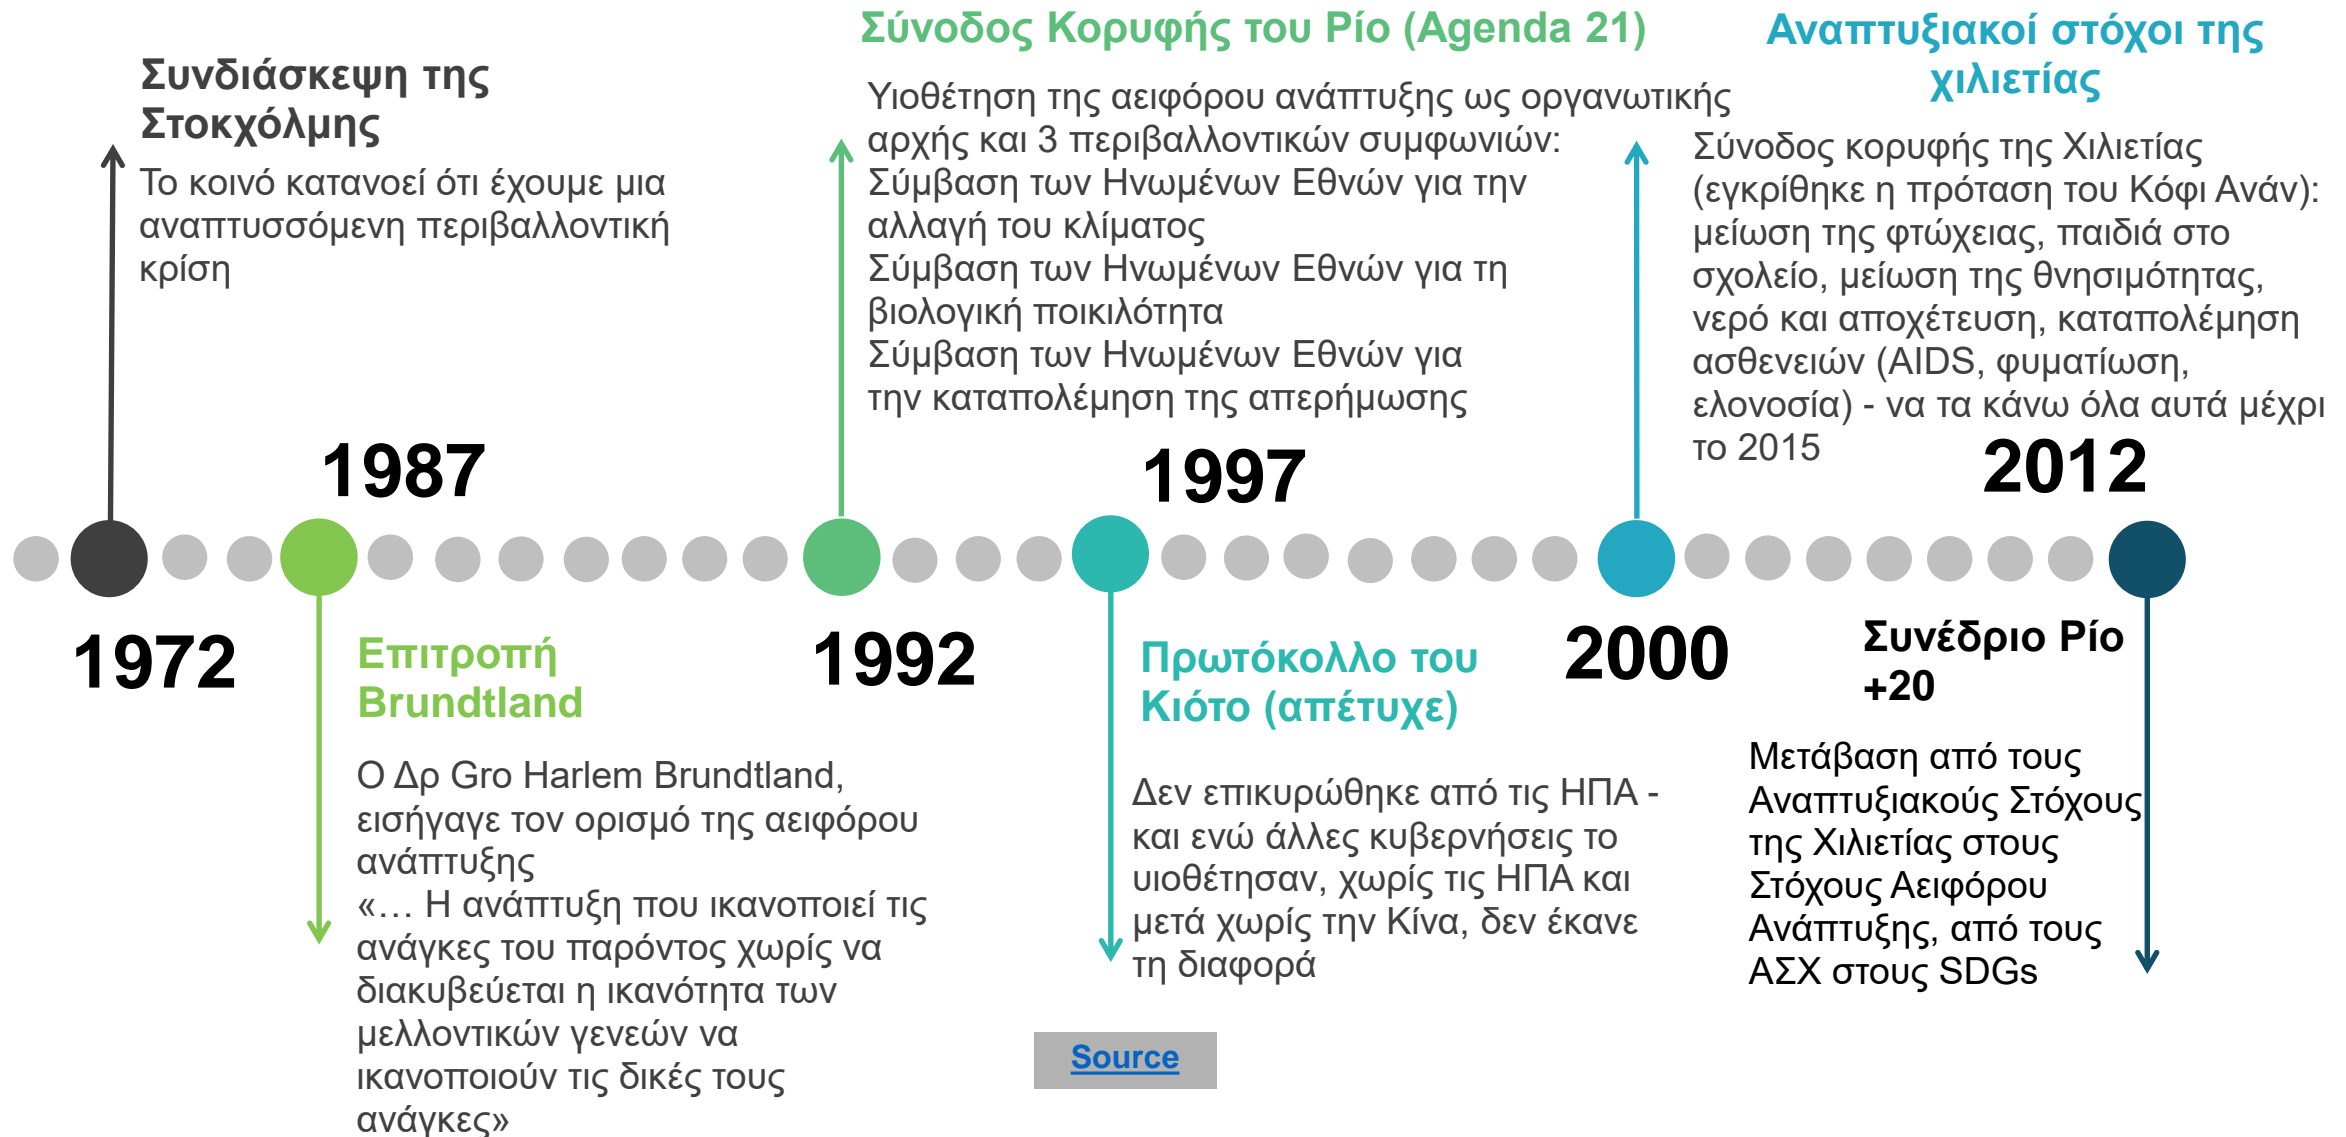 Συνδιάσκεψη της
Στοκχόλμης
Το κοινό κατανοεί ότι έχουμε μια
αναπτυσσόμενη περιβαλλοντική
κρίση
1972
1987
Επιτροπή
Brundtland
Ο Δρ Gro Harlem Brundtland,
εισήγαγε τον ορισμό της αειφόρου
ανάπτυξης
«… Η ανάπτυξη που ικανοποιεί τις
ανάγκες του παρόντος χωρίς να
διακυβεύεται η ικανότητα των
μελλοντικών γενεών να
ικανοποιούν τις δικές τους
ανάγκες»
Σύνοδος Κορυφής του Ρίο (Agenda 21)
Υιοθέτηση της αειφόρου ανάπτυξης ως οργανωτικής
αρχής και 3 περιβαλλοντικών συμφωνιών:
Σύμβαση των Ηνωμένων Εθνών για την
αλλαγή του κλίματος
Σύμβαση των Ηνωμένων Εθνών για τη
βιολογική ποικιλότητα
Σύμβαση των Ηνωμένων Εθνών για
την καταπολέμηση της απερήμωσης
1992
1997
Πρωτόκολλο του
Κιότο (απέτυχε)
Δεν επικυρώθηκε από τις ΗΠΑ -
και ενώ άλλες κυβερνήσεις το
υιοθέτησαν, χωρίς τις ΗΠΑ και
μετά χωρίς την Κίνα, δεν έκανε
τη διαφορά
Αναπτυξιακοί στόχοι της
χιλιετίας
Σύνοδος κορυφής της Χιλιετίας
(εγκρίθηκε η πρόταση του Κόφι Ανάν):
μείωση της φτώχειας, παιδιά στο
σχολείο, μείωση της θνησιμότητας,
νερό και αποχέτευση, καταπολέμηση
ασθενειών (AIDS, φυματίωση,
ελονοσία) - να τα κάνω όλα αυτά μέχρι
το 2015
2000
2012
Συνέδριο Ρίο
+20
Μετάβαση από τους
Αναπτυξιακούς Στόχους
της Χιλιετίας στους
Στόχους Αειφόρου
Ανάπτυξης, από τους
ΑΣΧ στους SDGs
Source